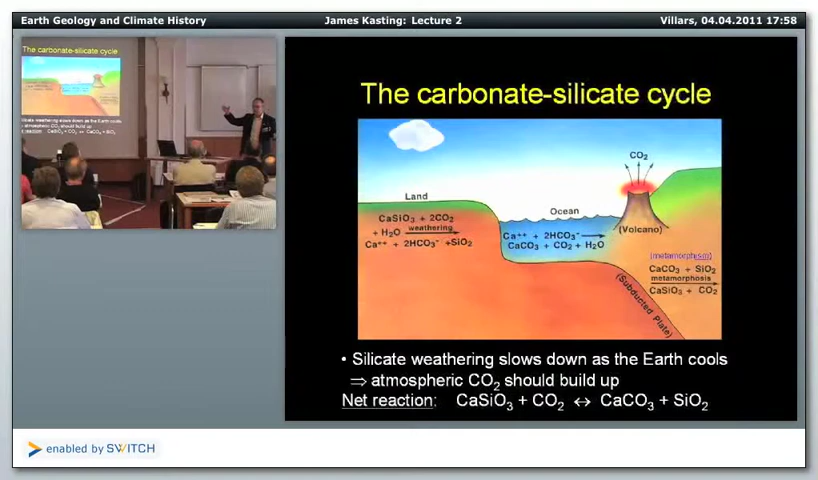 Earth Geology and Climate History
James Kasting: Lecture 2
Villars, 04.04.2011 17:58
The carbonate-silicate cycle
The carbonate-silicate cycle
CO₂
Land
CaSiO₃ + 2CO₂
+ H₂O weathering
Ca⁺⁺ + 2HCO₃⁻ +SiO₂
Ocean
Ca⁺⁺ + 2HCO₃⁻
CaCO₃ + CO₂ + H₂O
(Volcano)
(metamorphism)
CaCO₃ + SiO₂
metamorphosis
CaSiO₃ + CO₂
(Subducted Plate)
• Silicate weathering slows down as the Earth cools
⇒ atmospheric CO₂ should build up
Net reaction: CaSiO₃ + CO₂ ↔ CaCO₃ + SiO₂
enabled by SWITCH